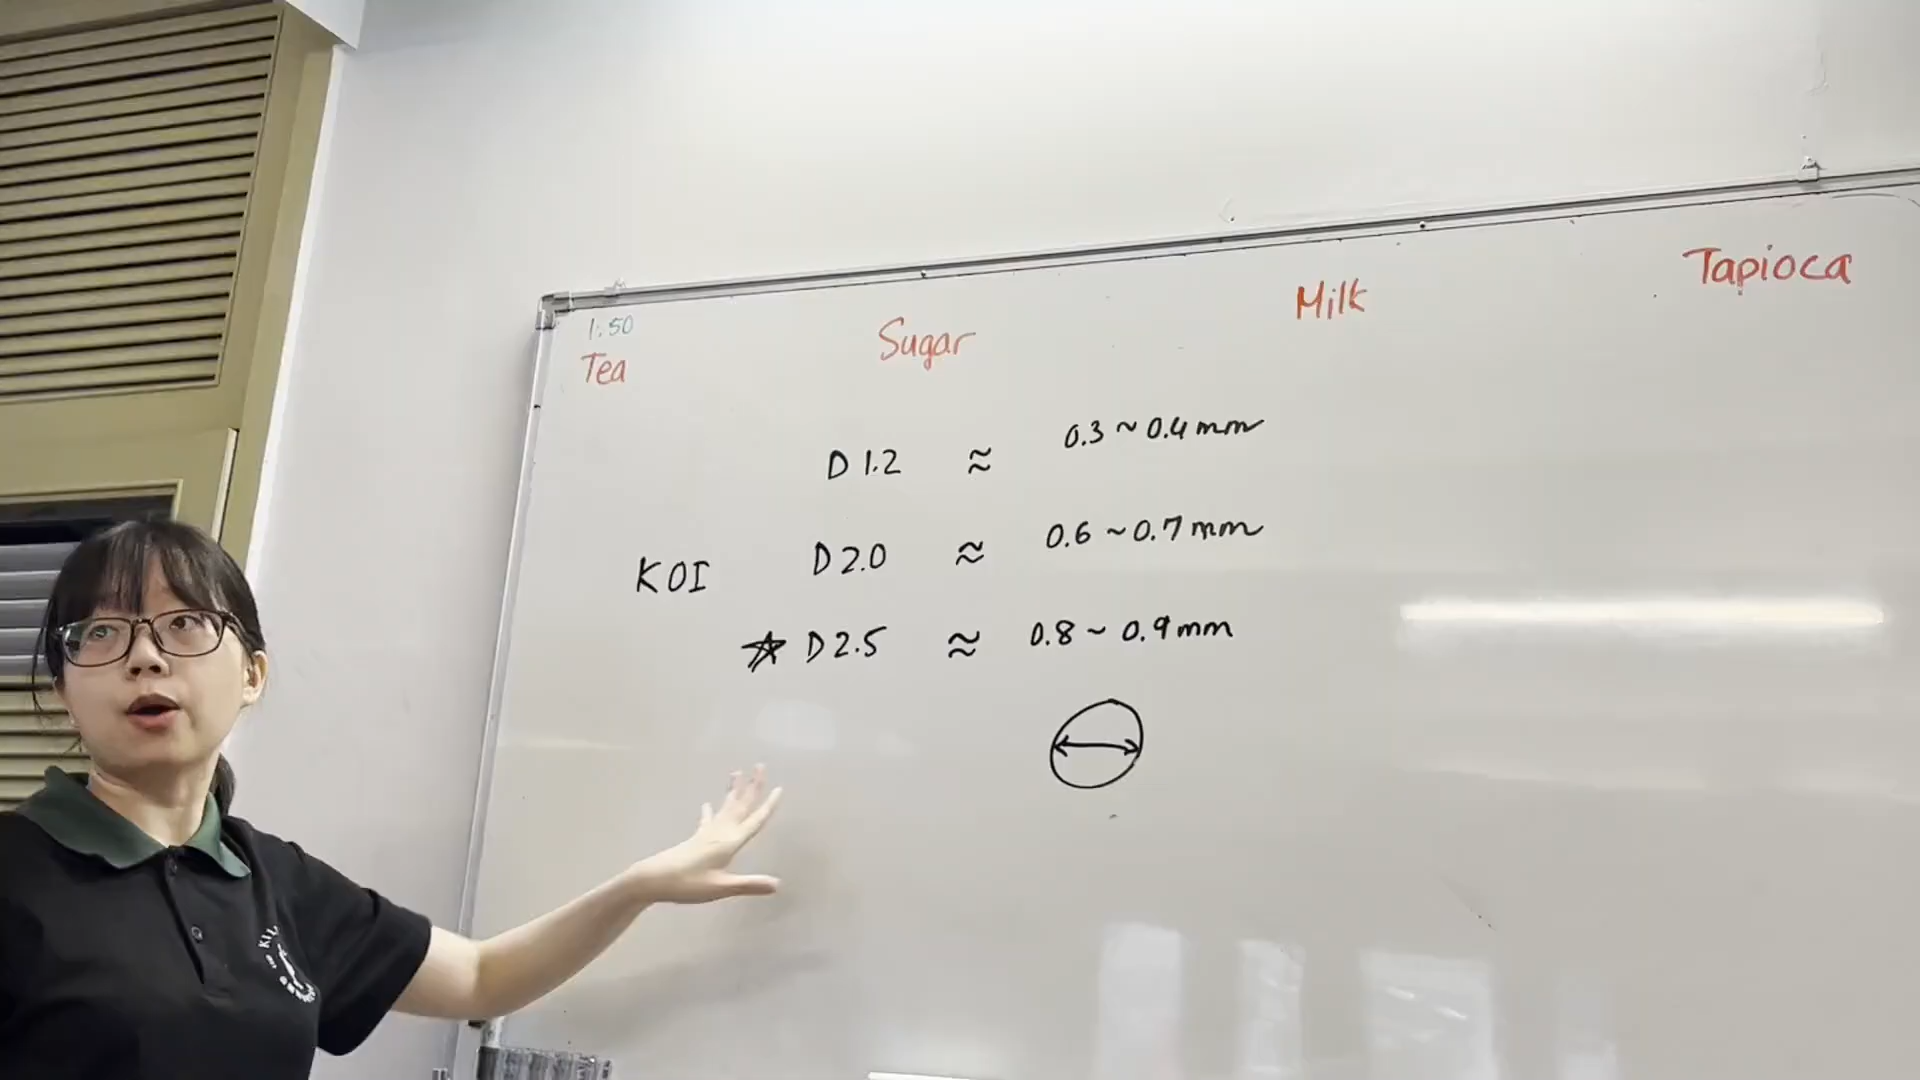 1:50
Tea Sugar Milk Tapioca
D 1.2 ≈ 0.3 ~ 0.4 mm
KOI D 2.0 ≈ 0.6 ~ 0.7 mm
☆ D 2.5 ≈ 0.8 ~ 0.9 mm